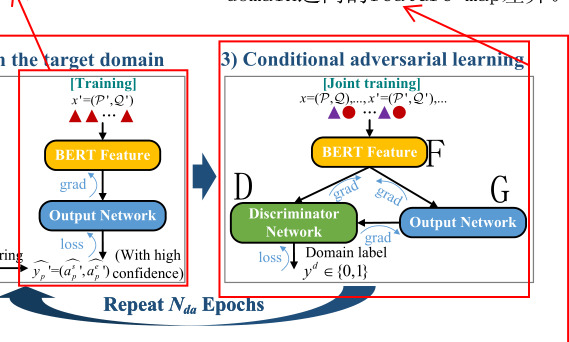 n the target domain
[Training]
x'=(𝒫',𝒬')
BERT Feature
grad
Output Network
loss
(With high
ring
confidence)
3) Conditional adversarial learning
[Joint training]
x=(𝒫,𝒬),...,x'=(𝒫',𝒬'),...
BERT Feature
F
grad
grad
D
G
Discriminator
Network
Output Network
grad
loss
Domain label
y^d ∈ {0,1}
Repeat N_da Epochs